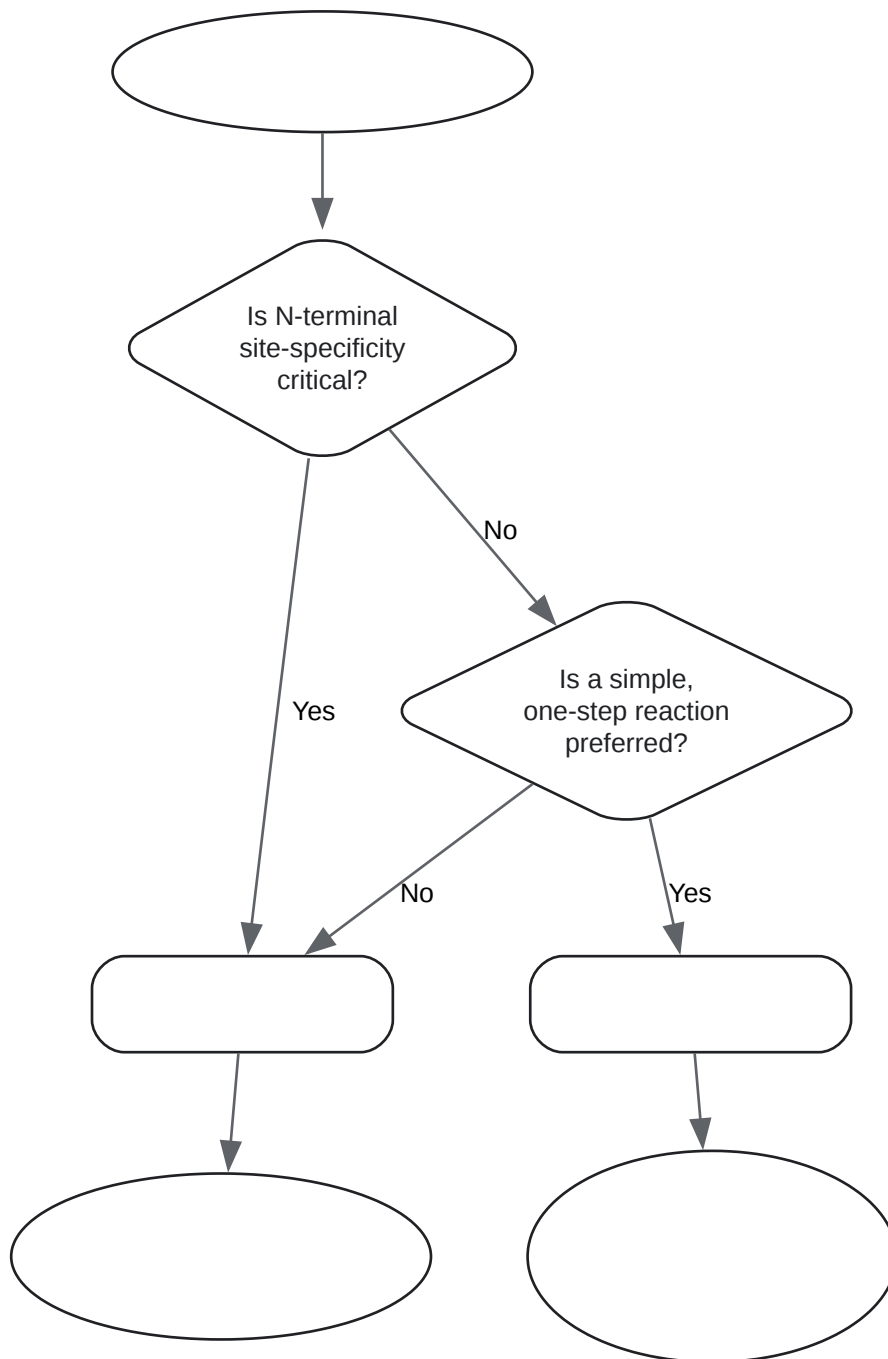 Is N-terminal
site-specificity
critical?
No
Is a simple,
one-step reaction
preferred?
Yes
No
Yes